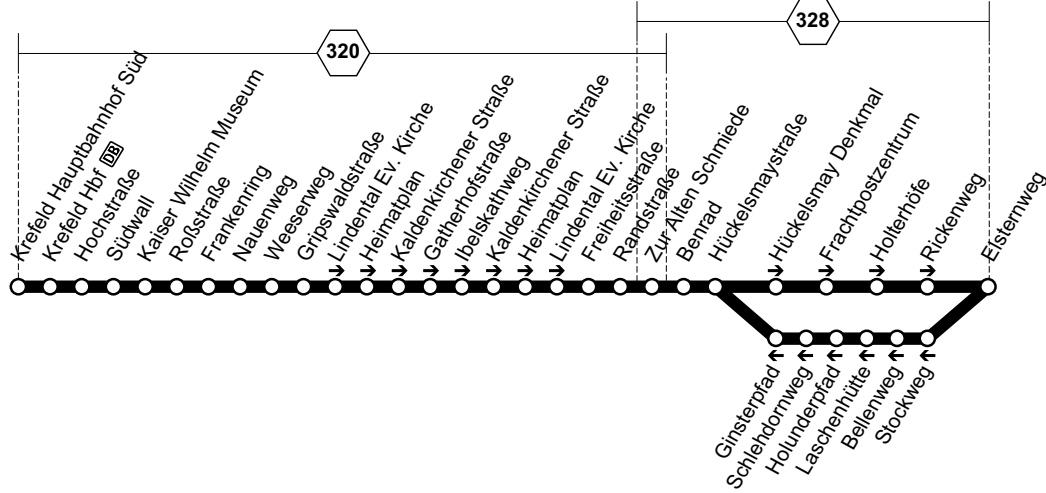 328
320
Krefeld Hauptbahnhof Süd
Krefeld Hbf DB
Hochstraße
Südwall
Kaiser Wilhelm Museum
Roßstraße
Frankenring
Nauenweg
Weeserweg
Gripswaldstraße
Lindental Ev. Kirche
Heimatplan
Kaldenkirchener Straße
Gatherhofstraße
Ibelskathweg
Kaldenkirchener Straße
Heimatplan
Lindental Ev. Kirche
Freiheitsstraße
Randstraße
Zur Alten Schmiede
Benrad
Hückelsmaystraße
Hückelsmay Denkmal
Frachtpostzentrum
Holterhöfe
Rickenweg
Elsternweg
Ginsterpfad
Schlehdornweg
Holunderpfad
Laschenhütte
Bellenweg
Stockweg